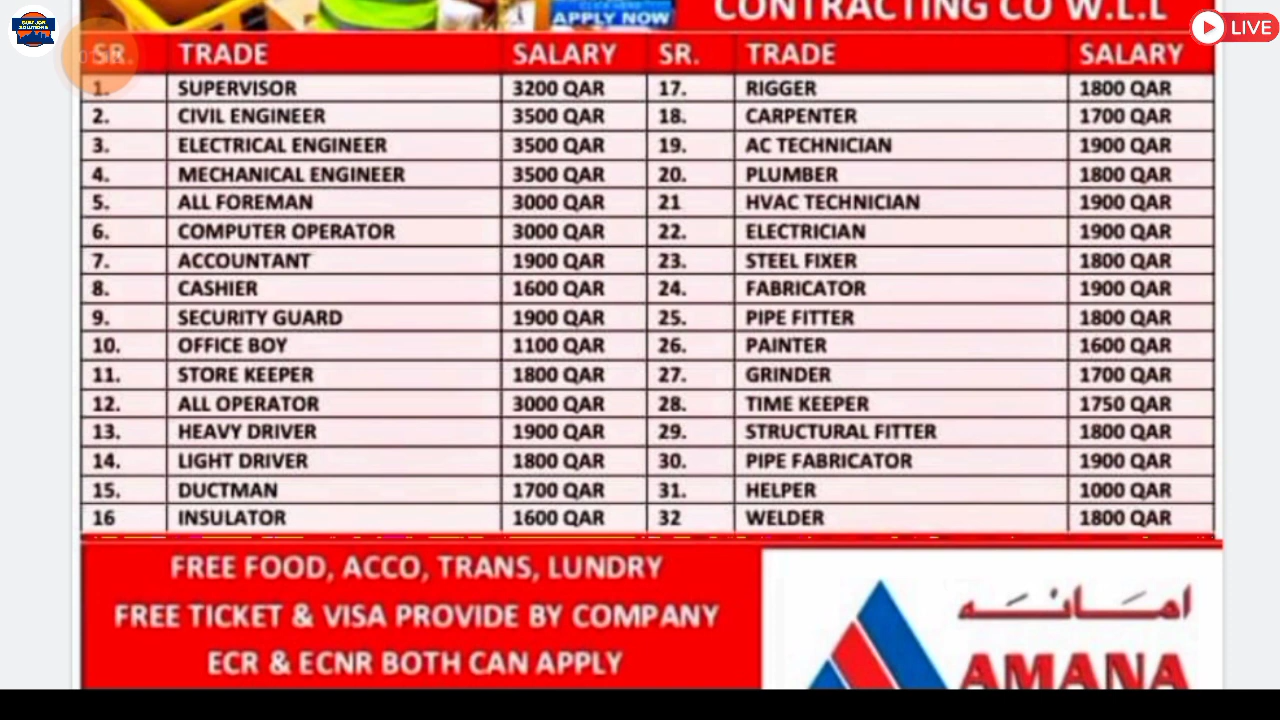 CLICK HERE
APPLY NOW
CONTRACTING CO W.L.L
LIVE
SR. TRADE SALARY SR. TRADE SALARY
1. SUPERVISOR 3200 QAR 17. RIGGER 1800 QAR
2. CIVIL ENGINEER 3500 QAR 18. CARPENTER 1700 QAR
3. ELECTRICAL ENGINEER 3500 QAR 19. AC TECHNICIAN 1900 QAR
4. MECHANICAL ENGINEER 3500 QAR 20. PLUMBER 1800 QAR
5. ALL FOREMAN 3000 QAR 21 HVAC TECHNICIAN 1900 QAR
6. COMPUTER OPERATOR 3000 QAR 22. ELECTRICIAN 1900 QAR
7. ACCOUNTANT 1900 QAR 23. STEEL FIXER 1800 QAR
8. CASHIER 1600 QAR 24. FABRICATOR 1900 QAR
9. SECURITY GUARD 1900 QAR 25. PIPE FITTER 1800 QAR
10. OFFICE BOY 1100 QAR 26. PAINTER 1600 QAR
11. STORE KEEPER 1800 QAR 27. GRINDER 1700 QAR
12. ALL OPERATOR 3000 QAR 28. TIME KEEPER 1750 QAR
13. HEAVY DRIVER 1900 QAR 29. STRUCTURAL FITTER 1800 QAR
14. LIGHT DRIVER 1800 QAR 30. PIPE FABRICATOR 1900 QAR
15. DUCTMAN 1700 QAR 31. HELPER 1000 QAR
16 INSULATOR 1600 QAR 32 WELDER 1800 QAR
FREE FOOD, ACCO, TRANS, LUNDRY
FREE TICKET & VISA PROVIDE BY COMPANY
ECR & ECNR BOTH CAN APPLY
امانه
AMANA